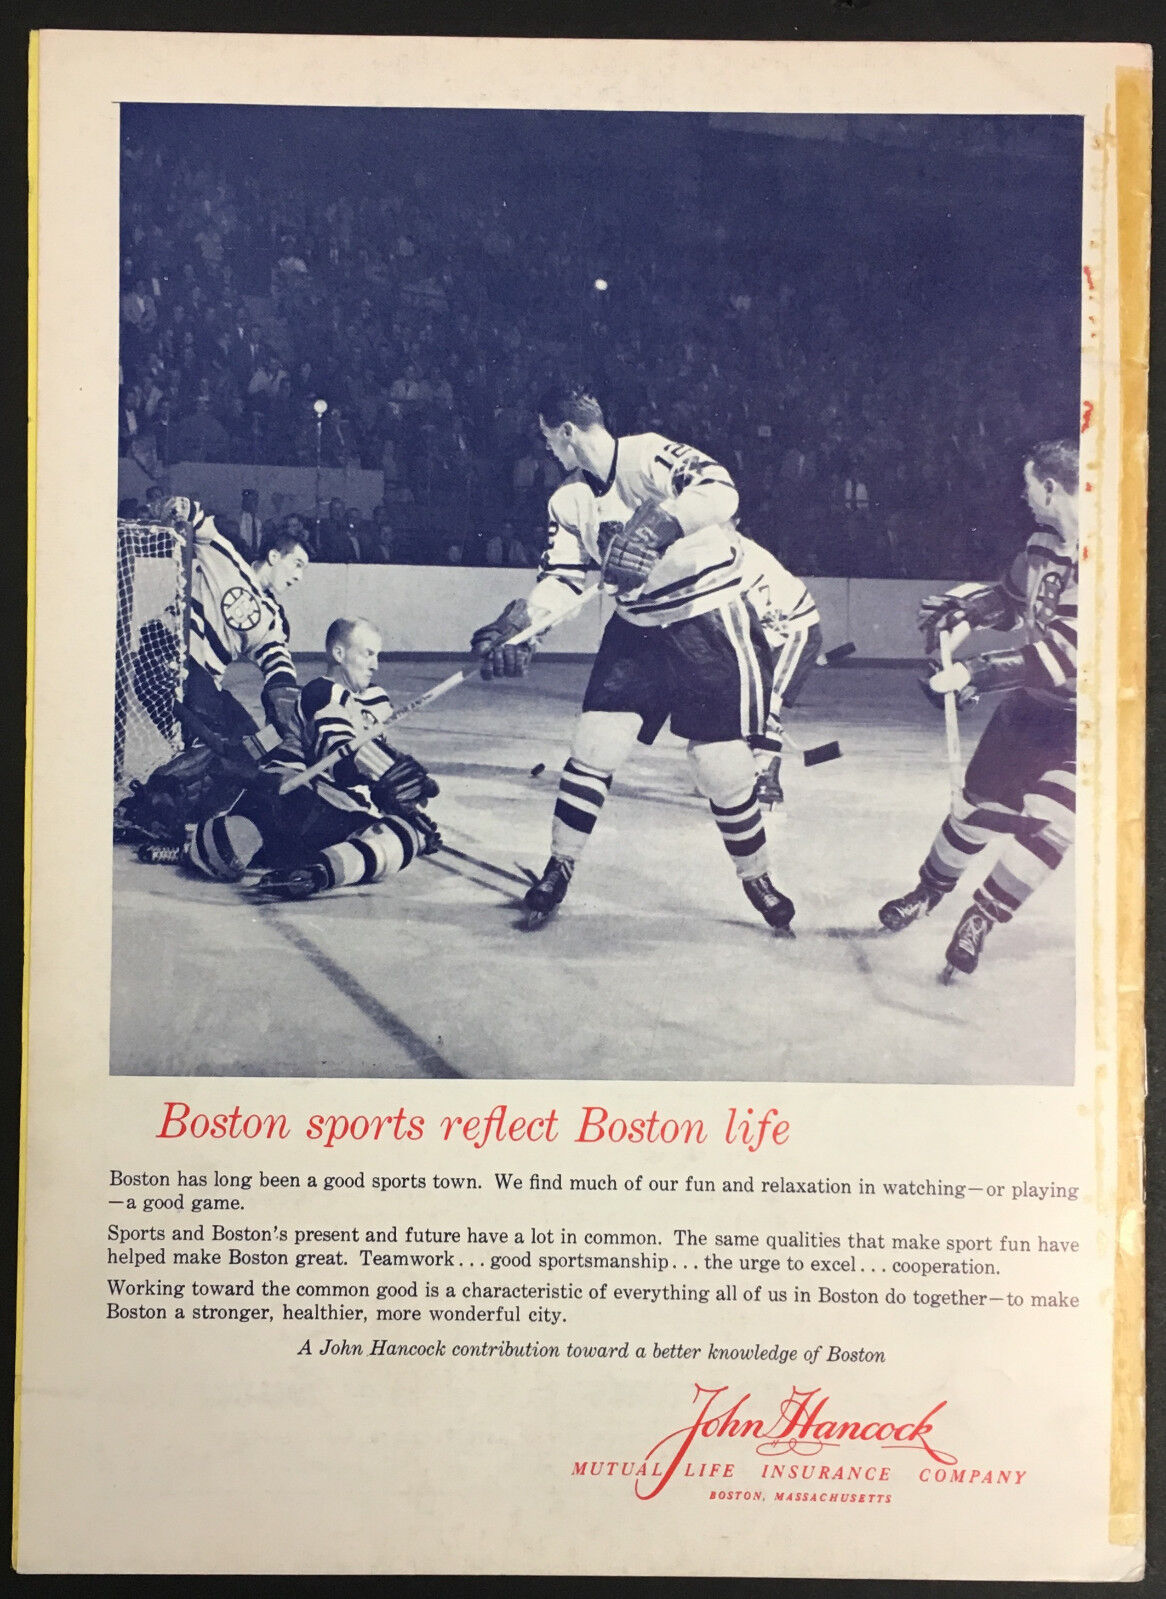 12
Boston sports reflect Boston life
Boston has long been a good sports town. We find much of our fun and relaxation in watching—or playing
—a good game.
Sports and Boston's present and future have a lot in common. The same qualities that make sport fun have
helped make Boston great. Teamwork . . . good sportsmanship . . . the urge to excel . . . cooperation.
Working toward the common good is a characteristic of everything all of us in Boston do together—to make
Boston a stronger, healthier, more wonderful city.
A John Hancock contribution toward a better knowledge of Boston
John Hancock
MUTUAL LIFE INSURANCE COMPANY
BOSTON, MASSACHUSETTS